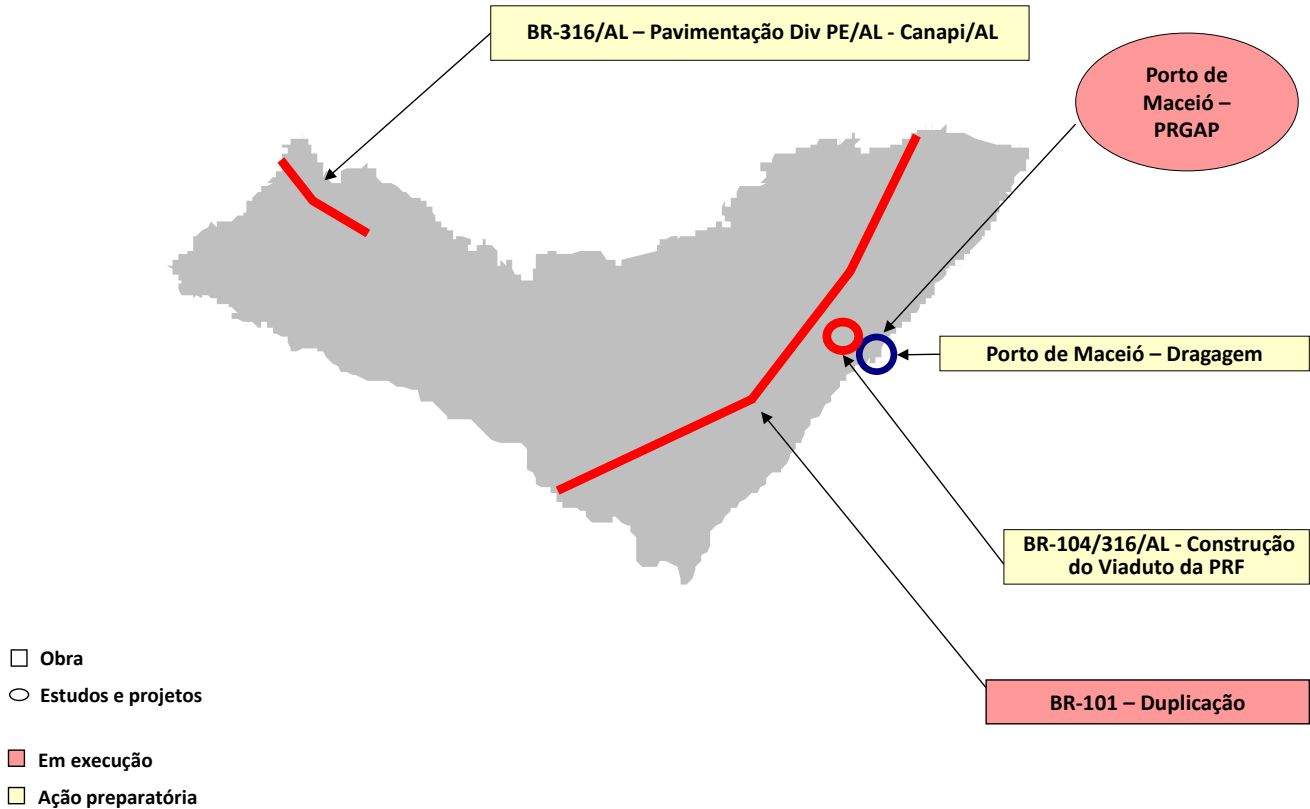 BR-316/AL – Pavimentação Div PE/AL - Canapi/AL
Porto de
Maceió –
PRGAP
Porto de Maceió – Dragagem
BR-104/316/AL - Construção
do Viaduto da PRF
BR-101 – Duplicação
Obra
Estudos e projetos
Em execução
Ação preparatória